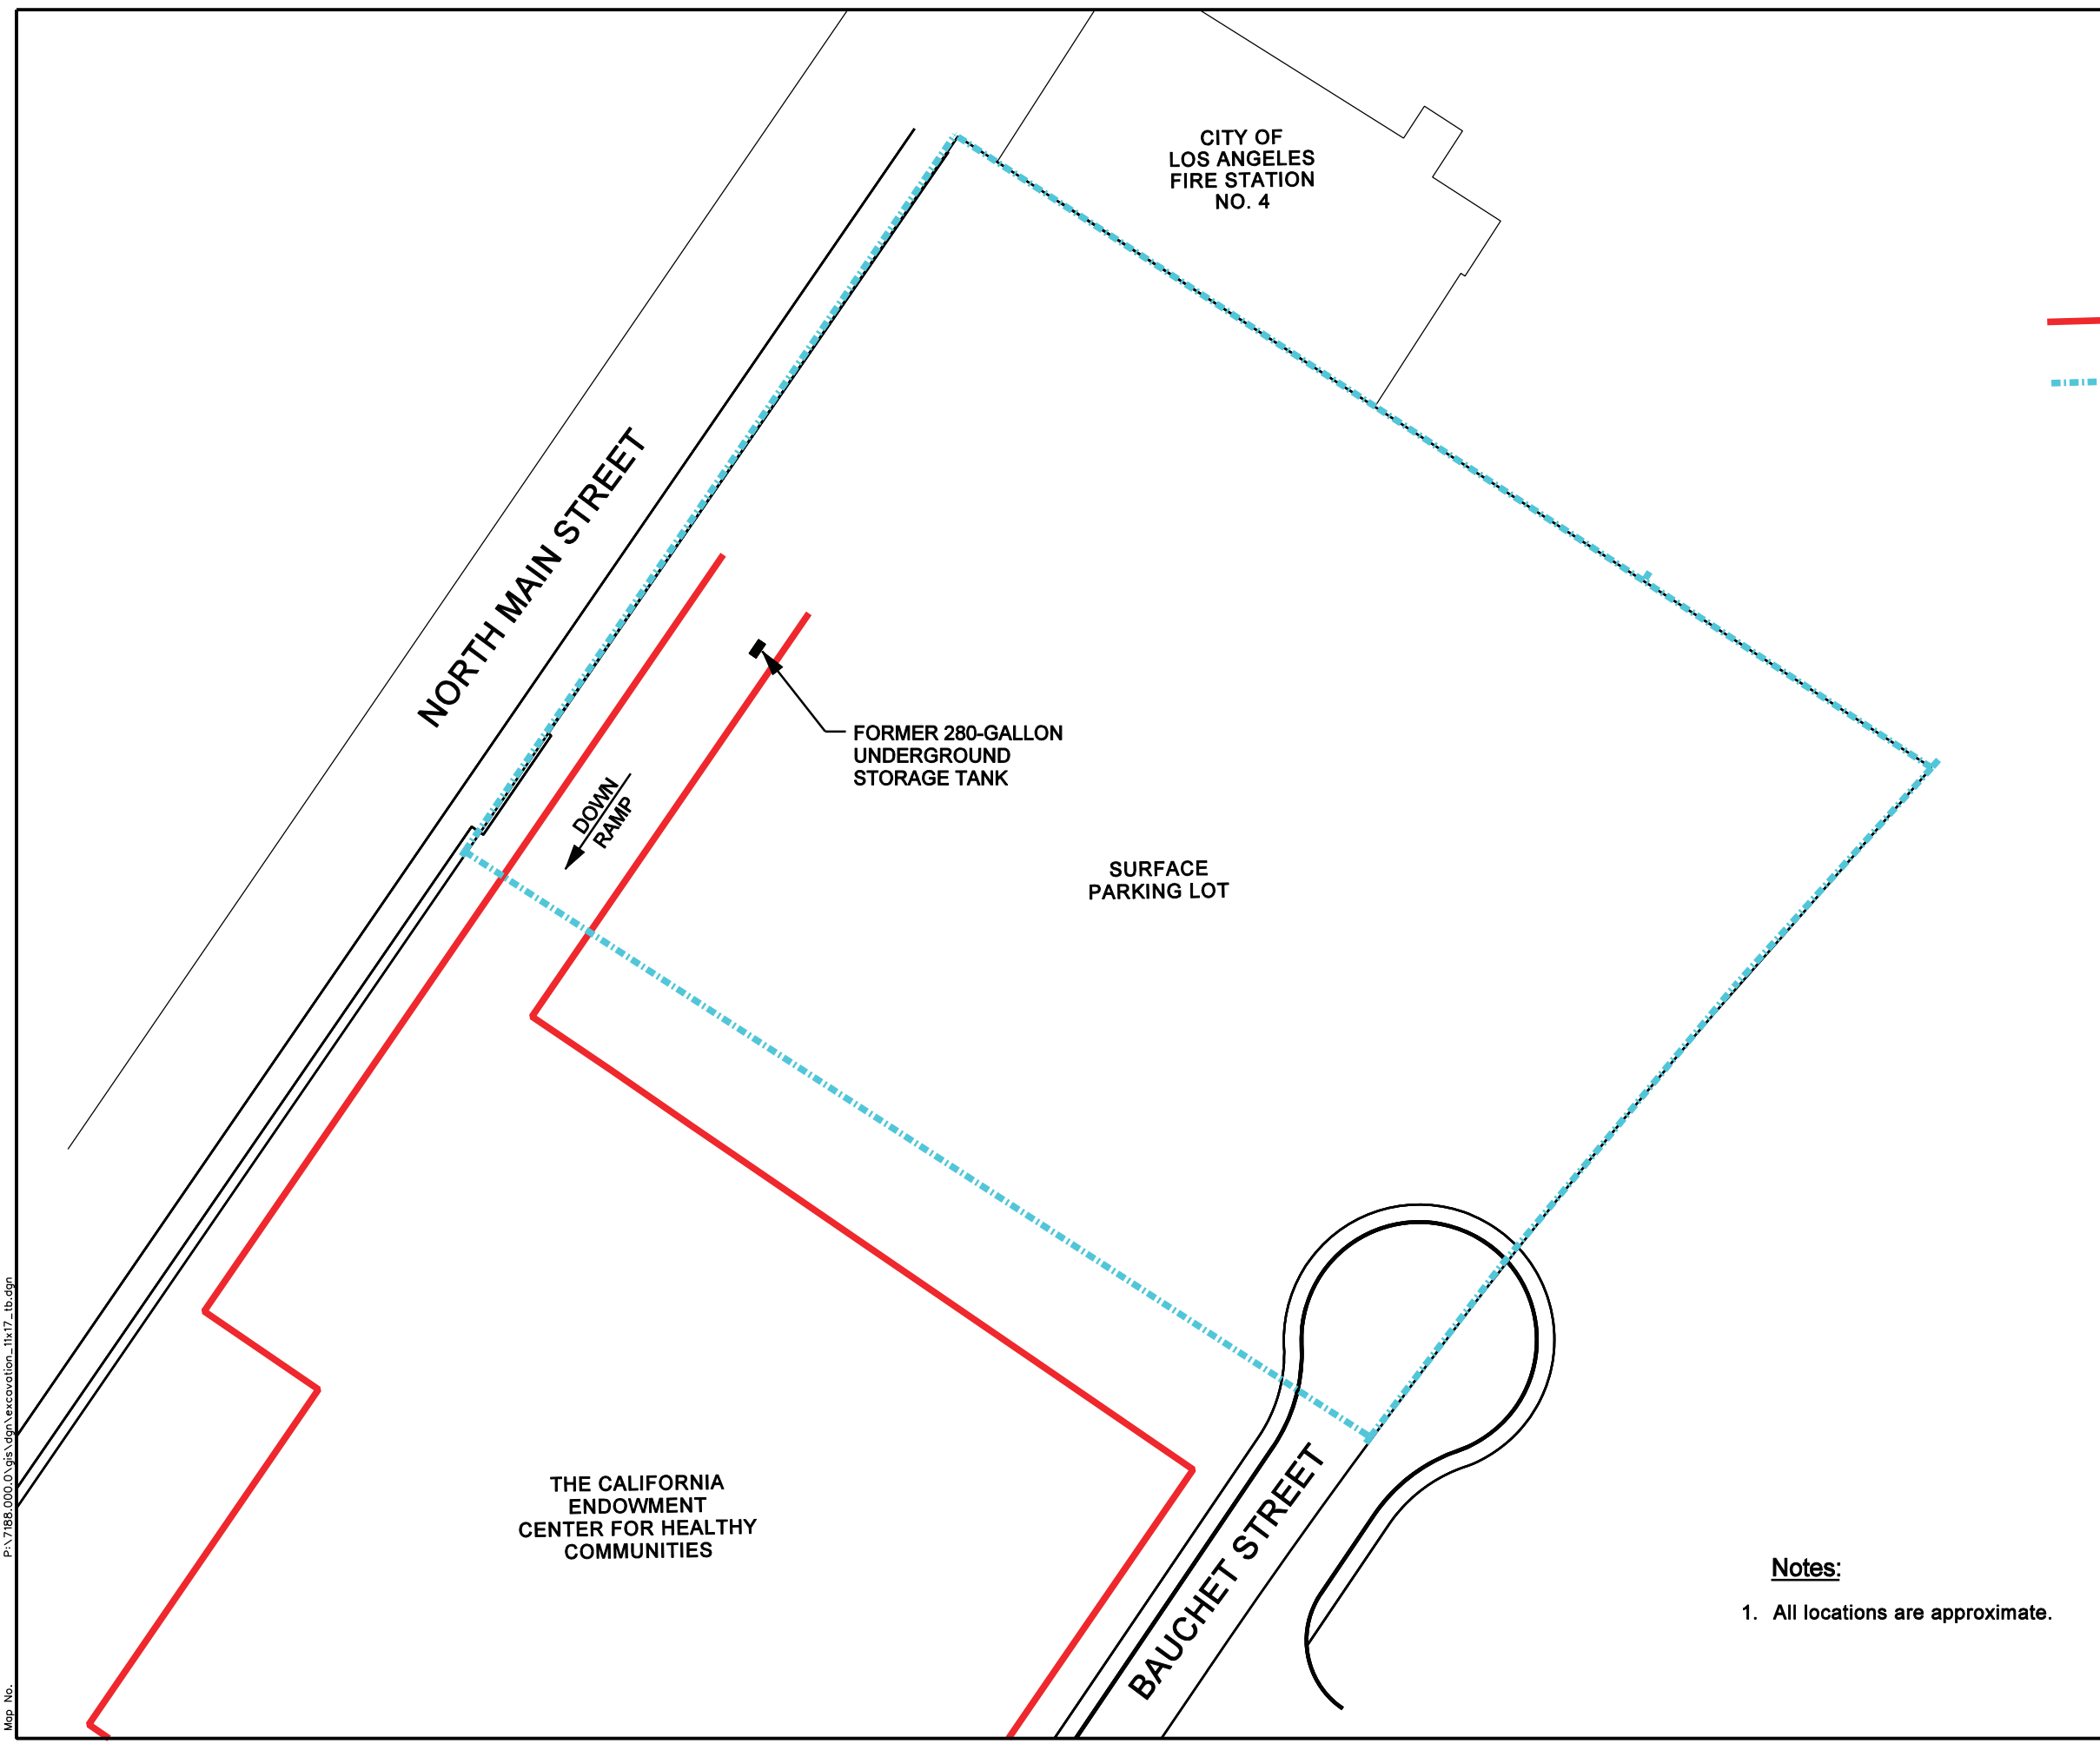 CITY OF
LOS ANGELES
FIRE STATION
NO. 4
NORTH MAIN STREET
FORMER 280-GALLON
UNDERGROUND
STORAGE TANK
DOWN
RAMP
SURFACE
PARKING LOT
THE CALIFORNIA
ENDOWMENT
CENTER FOR HEALTHY
COMMUNITIES
BAUCHET STREET
Notes:
1. All locations are approximate.
P:\7188.000.0\gis\dgn\excavation_11x17_tb.dgn
Map No.